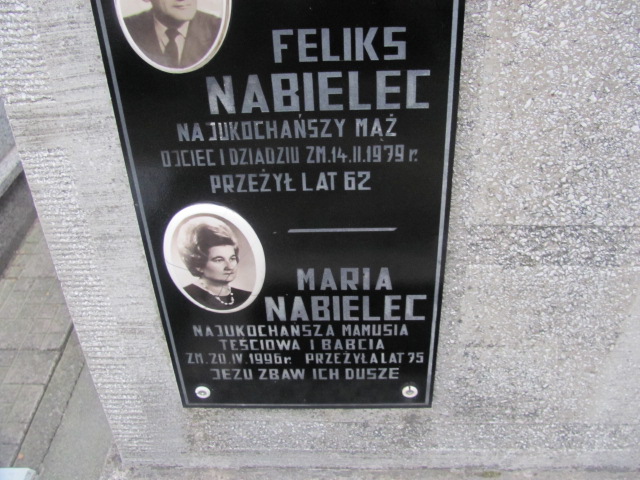 FELIKS
NABIELEC
NAJUKOCHAŃSZY MĄŻ
OJCIEC I DZIADZIU ZM.14.II.1979 r.
PRZEŻYŁ LAT 62
MARIA
NABIELEC
NAJUKOCHAŃSZA MAMUSIA
TEŚCIOWA I BABCIA
ZM.20.IV.1996 r. PRZEŻYŁA LAT 75
JEZU ZBAW ICH DUSZE